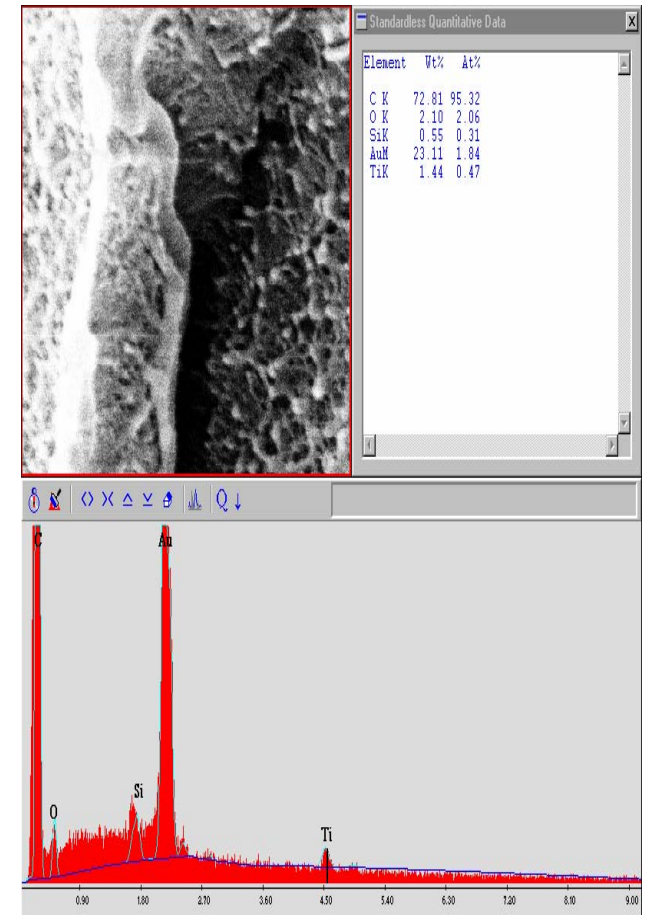 Standardless Quantitative Data
Element Wt% At%
C K 72.81 95.32
O K 2.10 2.06
SiK 0.55 0.31
AuM 23.11 1.84
TiK 1.44 0.47
Q
C
Au
O
Si
Ti
0.90 1.80 2.70 3.60 4.50 5.40 6.30 7.20 8.10 9.00